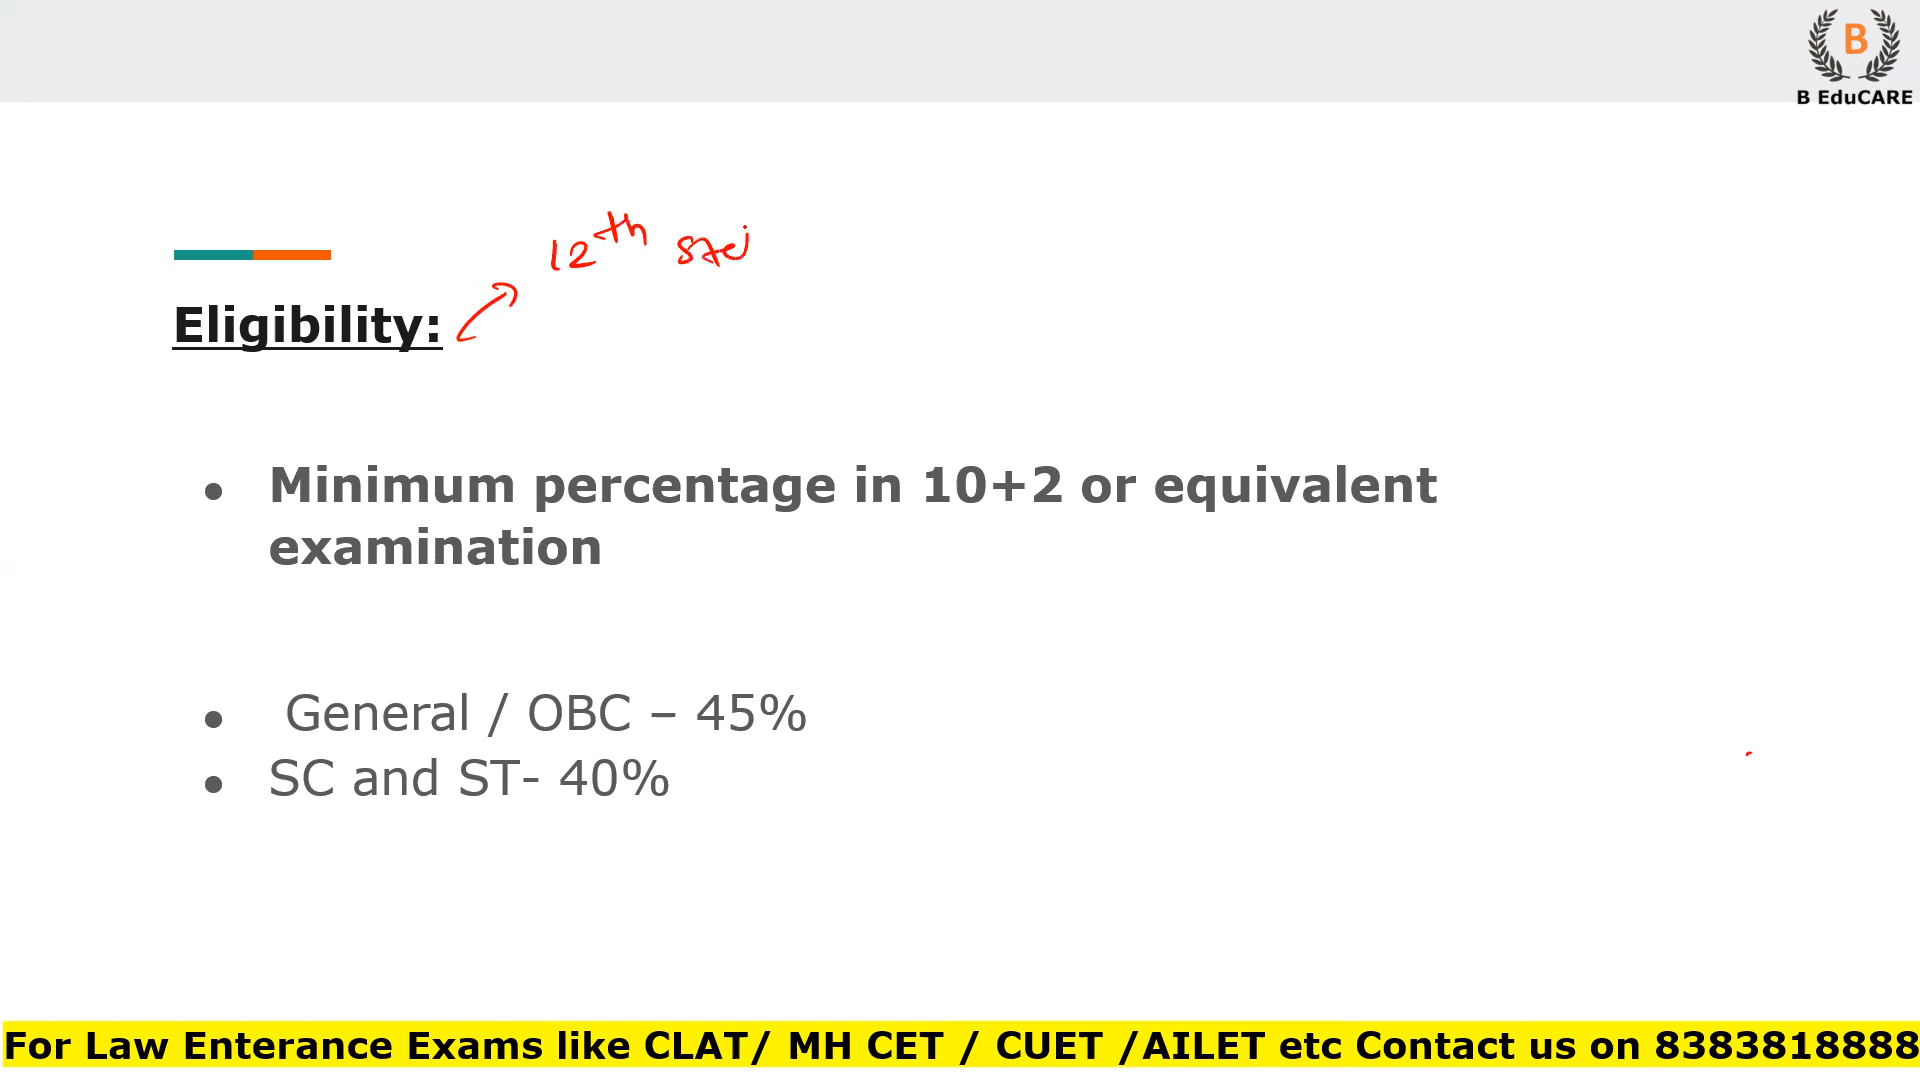 B
B EduCARE
12th
Eligibility:
● Minimum percentage in 10+2 or equivalent
examination
● General / OBC – 45%
● SC and ST- 40%
For Law Enterance Exams like CLAT/ MH CET / CUET /AILET etc Contact us on 8383818888